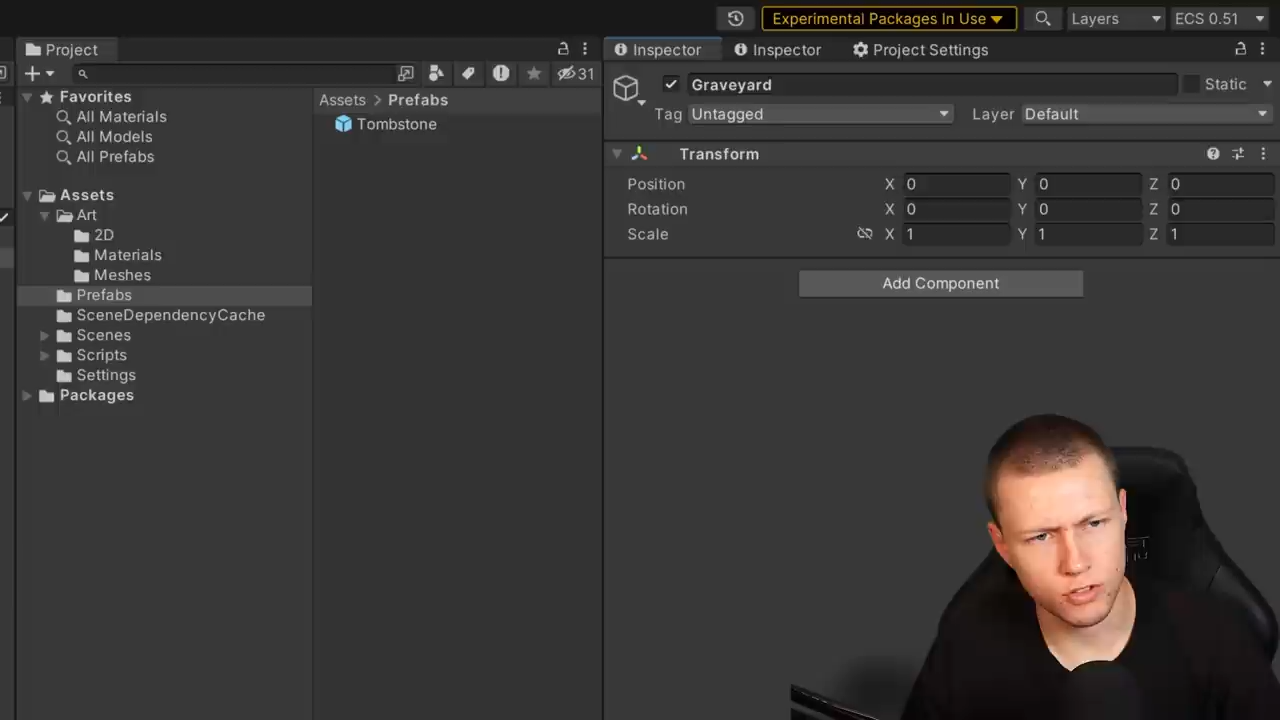 Experimental Packages In Use
Layers
ECS 0.51
Project
31
Favorites
All Materials
All Models
All Prefabs
Assets
Art
2D
Materials
Meshes
Prefabs
SceneDependencyCache
Scenes
Scripts
Settings
Packages
Assets > Prefabs
Tombstone
Inspector
Inspector
Project Settings
Graveyard
Static
Tag Untagged
Layer Default
Transform
Position X 0 Y 0 Z 0
Rotation X 0 Y 0 Z 0
Scale X 1 Y 1 Z 1
Add Component